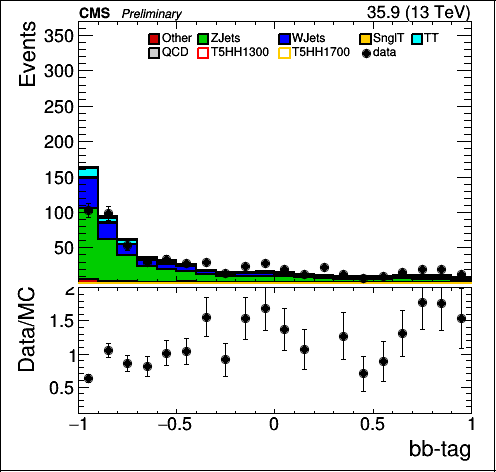 CMS Preliminary 35.9 (13 TeV)
Other ZJets WJets SnglT TT
QCD T5HH1300 T5HH1700 data
Events
350
300
250
200
150
100
50
Data/MC
2
1.5
1
0.5
−1 −0.5 0 0.5 1
bb-tag